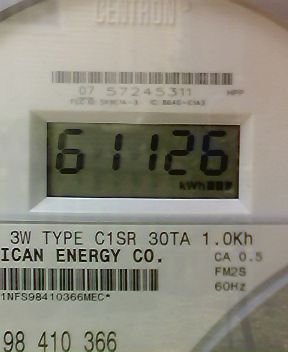 CENTRON
07 57245311 MPP
61126
kWh
3W TYPE C1SR 30TA 1.0Kh
ICAN ENERGY CO. CA 0.5
FM2S
60Hz
1NFS98410366MEC*
98 410 366